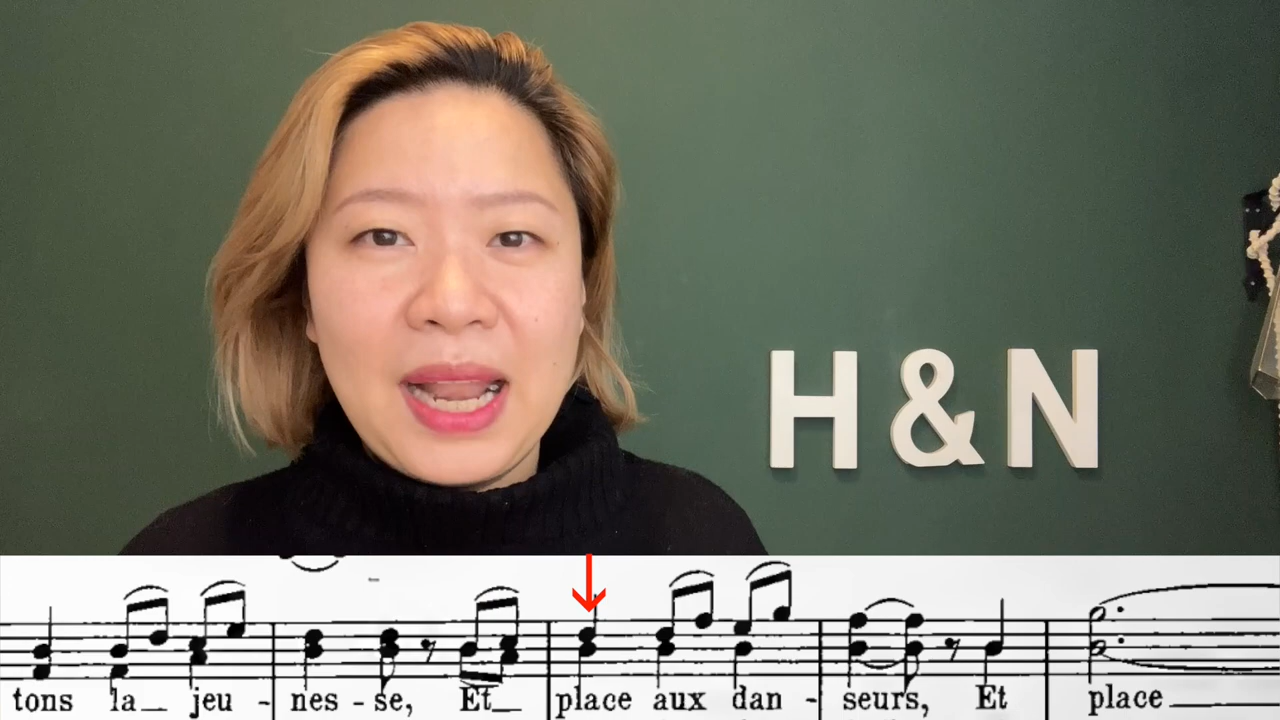 H&N
tons la jeu - nes - se, Et place aux dan - seurs, Et place